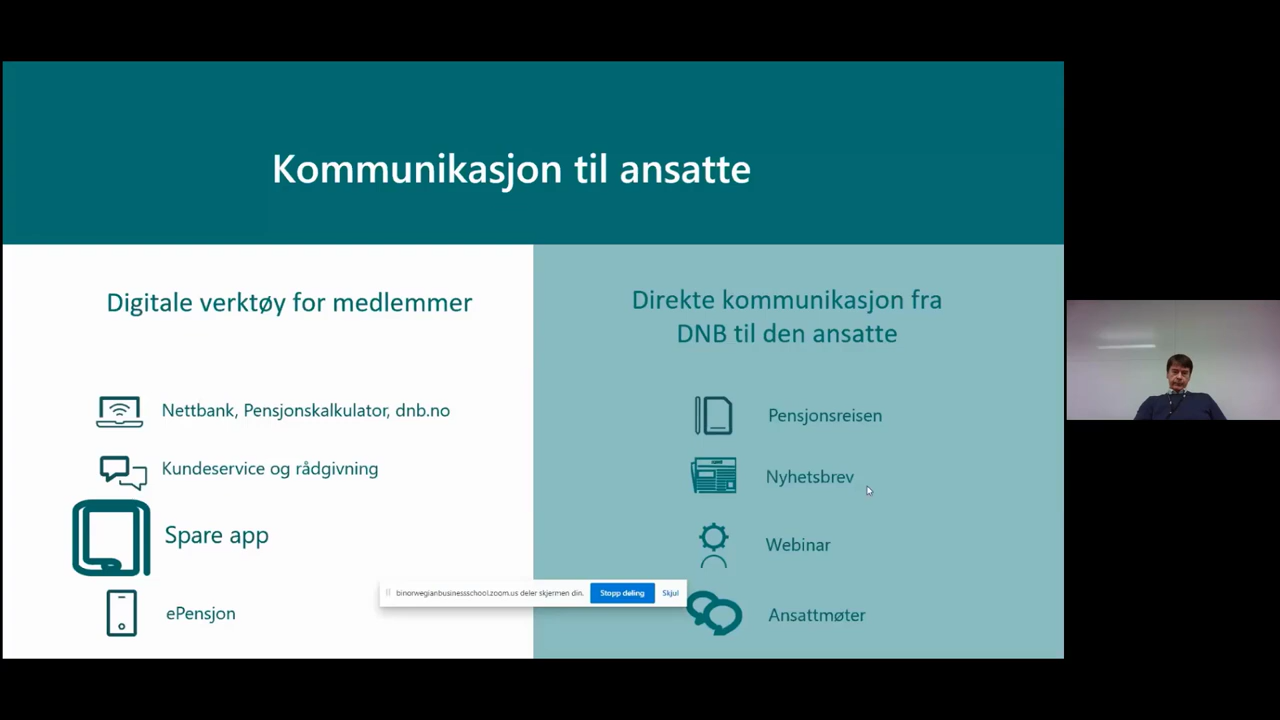 Kommunikasjon til ansatte
Digitale verktøy for medlemmer
Nettbank, Pensjonskalkulator, dnb.no
Kundeservice og rådgivning
Spare app
ePensjon
Direkte kommunikasjon fra
DNB til den ansatte
Pensjonsreisen
Nyhetsbrev
Webinar
Ansattmøter
binorwegianbusinessschool.zoom.us deler skjermen din.
Stopp deling
Skjul